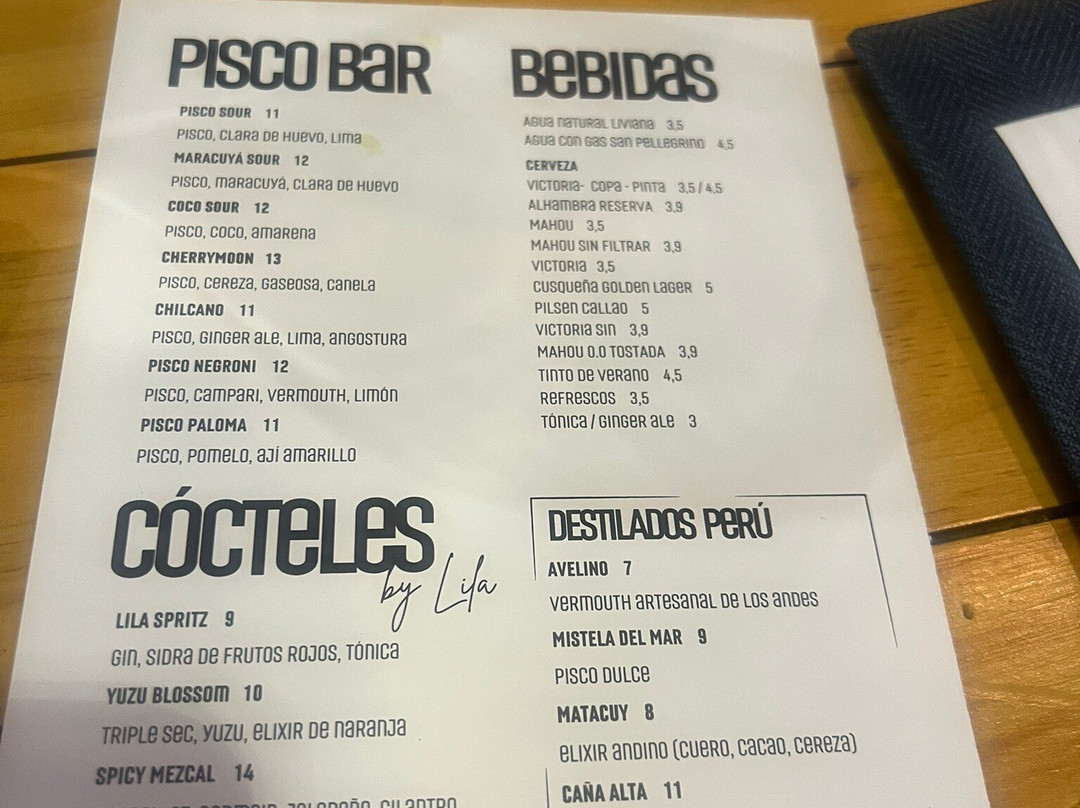 PISCO BAR
PISCO SOUR 11
PISCO, CLARA DE HUEVO, LIMA
MARACUYÁ SOUR 12
PISCO, MARACUYÁ, CLARA DE HUEVO
COCO SOUR 12
PISCO, COCO, AMARENA
CHERRYMOON 13
PISCO, CEREZA, GASEOSA, CANELA
CHILCANO 11
PISCO, GINGER ALE, LIMA, ANGOSTURA
PISCO NEGRONI 12
PISCO, CAMPARI, VERMOUTH, LIMÓN
PISCO PALOMA 11
PISCO, POMELO, AJÍ AMARILLO
CÓCTELES
by Lila
LILA SPRITZ 9
GIN, SIDRA DE FRUTOS ROJOS, TÓNICA
YUZU BLOSSOM 10
TRIPLE SEC, YUZU, ELIXIR DE NARANJA
SPICY MEZCAL 14
JALAPEÑO, CILANTRO
BEBIDAS
AGUA NATURAL LIVIANA 3,5
AGUA CON GAS SAN PELLEGRINO 4,5
CERVEZA
VICTORIA- COPA - PINTA 3,5 / 4,5
ALHAMBRA RESERVA 3,9
MAHOU 3,5
MAHOU SIN FILTRAR 3,9
VICTORIA 3,5
CUSQUEÑA GOLDEN LAGER 5
PILSEN CALLAO 5
VICTORIA SIN 3,9
MAHOU 0.0 TOSTADA 3,9
TINTO DE VERANO 4,5
REFRESCOS 3,5
TÓNICA / GINGER ALE 3
DESTILADOS PERÚ
AVELINO 7
VERMOUTH ARTESANAL DE LOS ANDES
MISTELA DEL MAR 9
PISCO DULCE
MATACUY 8
ELIXIR ANDINO (CUERO, CACAO, CEREZA)
CAÑA ALTA 11